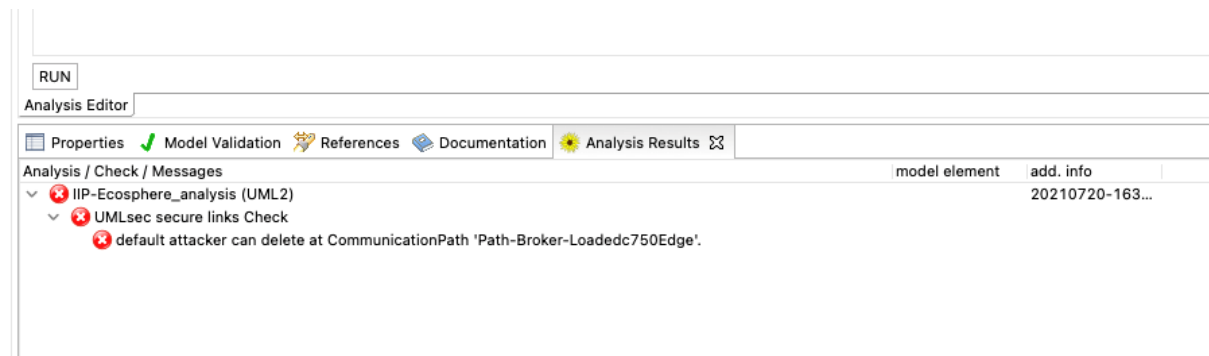 RUN
Analysis Editor
Properties Model Validation References Documentation Analysis Results
Analysis / Check / Messages model element add. info
IIP-Ecosphere_analysis (UML2) 20210720-163...
UMLsec secure links Check
default attacker can delete at CommunicationPath 'Path-Broker-Loadedc750Edge'.